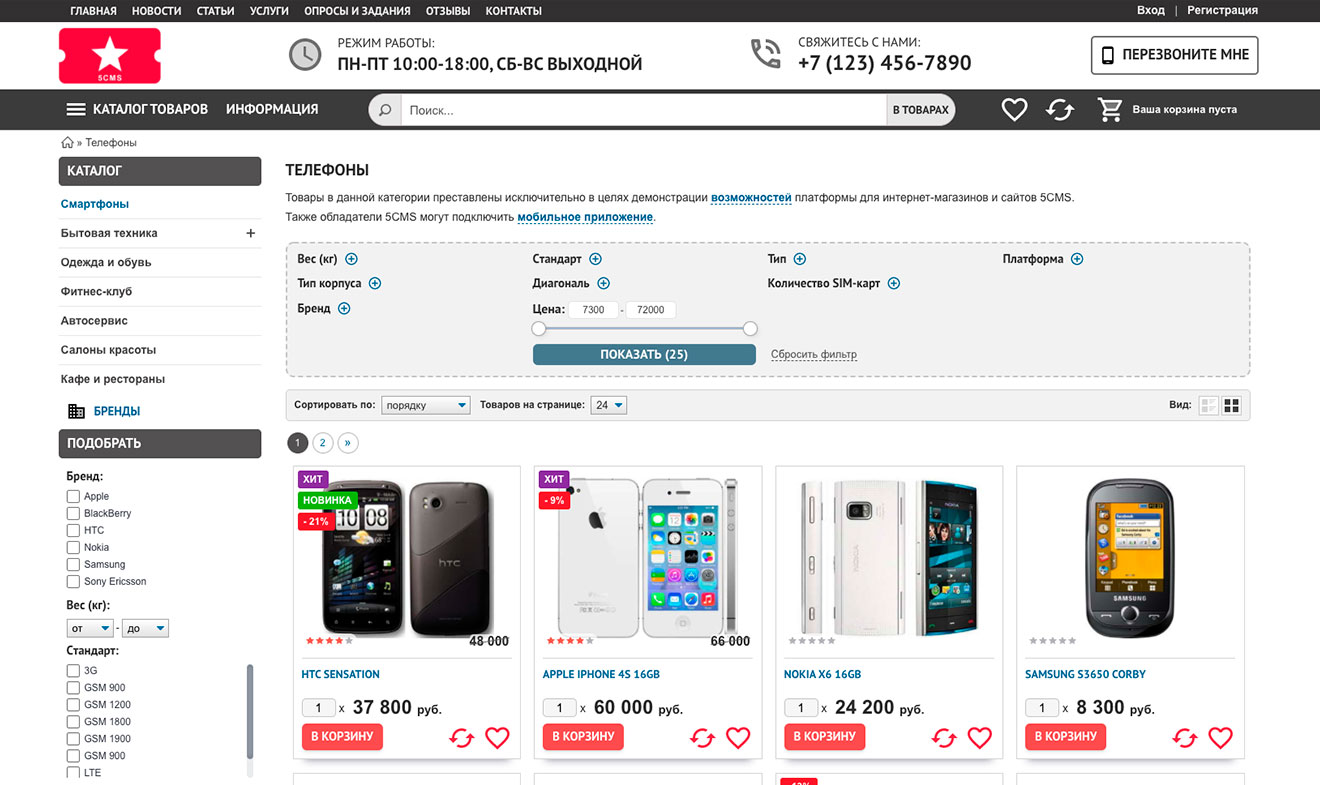 ГЛАВНАЯ НОВОСТИ СТАТЬИ УСЛУГИ ОПРОСЫ И ЗАДАНИЯ ОТЗЫВЫ КОНТАКТЫ Вход | Регистрация
5CMS
РЕЖИМ РАБОТЫ:
ПН-ПТ 10:00-18:00, СБ-ВС ВЫХОДНОЙ
СВЯЖИТЕСЬ С НАМИ:
+7 (123) 456-7890
ПЕРЕЗВОНИТЕ МНЕ
КАТАЛОГ ТОВАРОВ ИНФОРМАЦИЯ Поиск... В ТОВАРАХ Ваша корзина пуста
» Телефоны
КАТАЛОГ
Смартфоны
Бытовая техника +
Одежда и обувь
Фитнес-клуб
Автосервис
Салоны красоты
Кафе и рестораны
БРЕНДЫ
ПОДОБРАТЬ
Бренд:
Apple
BlackBerry
HTC
Nokia
Samsung
Sony Ericsson
Вес (кг):
от - до
Стандарт:
3G
GSM 900
GSM 1200
GSM 1800
GSM 1900
GSM 900
LTE
ТЕЛЕФОНЫ
Товары в данной категории преставлены исключительно в целях демонстрации возможностей платформы для интернет-магазинов и сайтов 5CMS.
Также обладатели 5CMS могут подключить мобильное приложение.
Вес (кг) Стандарт Тип Платформа
Тип корпуса Диагональ Количество SIM-карт
Бренд Цена: 7300 - 72000
ПОКАЗАТЬ (25) Сбросить фильтр
Сортировать по: порядку Товаров на странице: 24 Вид:
1 2 »
ХИТ
НОВИНКА
- 21%
10 08
hTC
48 000
HTC SENSATION
1 x 37 800 руб.
В КОРЗИНУ
ХИТ
- 9%
66 000
APPLE IPHONE 4S 16GB
1 x 60 000 руб.
В КОРЗИНУ
NOKIA
NOKIA X6 16GB
1 x 24 200 руб.
В КОРЗИНУ
SAMSUNG
SAMSUNG S3650 CORBY
1 x 8 300 руб.
В КОРЗИНУ